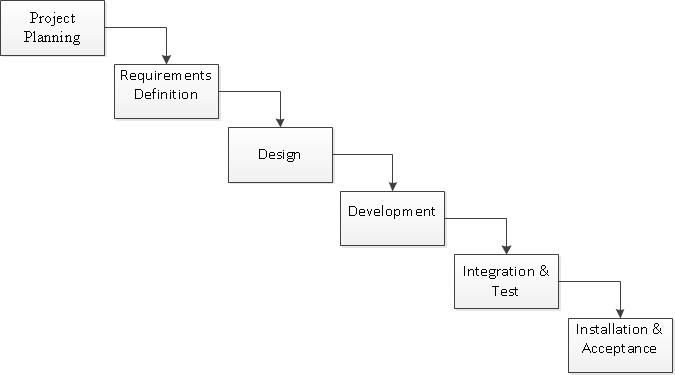 Project
Planning
Requirements
Definition
Design
Development
Integration &
Test
Installation &
Acceptance